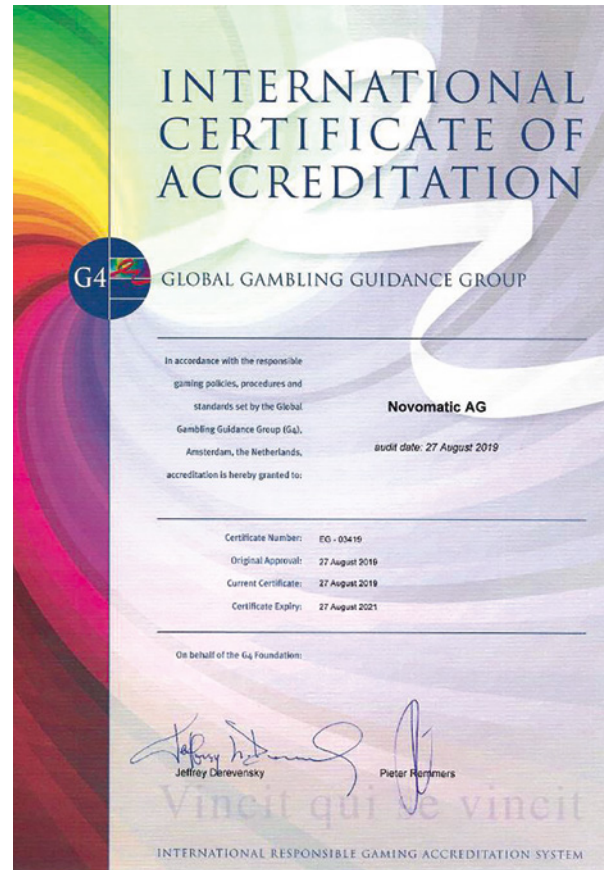 INTERNATIONAL
CERTIFICATE OF
ACCREDITATION
G4
GLOBAL GAMBLING GUIDANCE GROUP
In accordance with the responsible
gaming policies, procedures and
standards set by the Global
Gambling Guidance Group (G4),
Amsterdam, the Netherlands,
accreditation is hereby granted to:
Novomatic AG
audit date: 27 August 2019
Certificate Number: EG - 03419
Original Approval: 27 August 2019
Current Certificate: 27 August 2019
Certificate Expiry: 27 August 2021
On behalf of the G4 Foundation:
Jeffrey Derevensky
Pieter Remmers
Vincit qui se vincit
INTERNATIONAL RESPONSIBLE GAMING ACCREDITATION SYSTEM